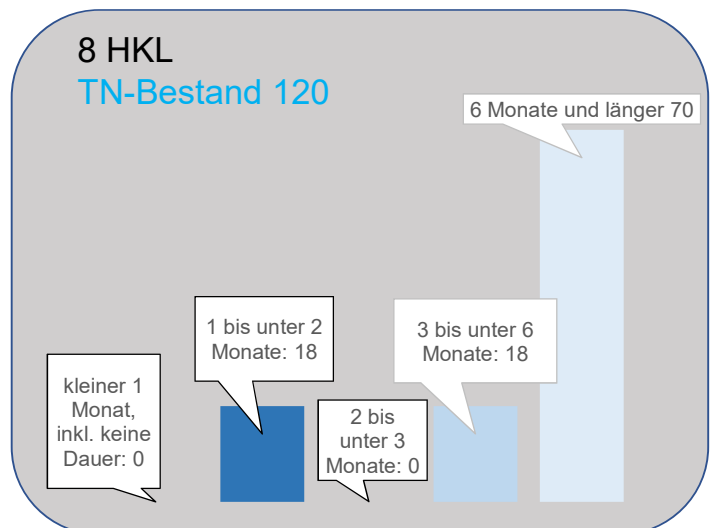 8 HKL
TN-Bestand 120
6 Monate und länger 70
1 bis unter 2
Monate: 18
3 bis unter 6
Monate: 18
kleiner 1
Monat,
inkl. keine
Dauer: 0
2 bis
unter 3
Monate: 0